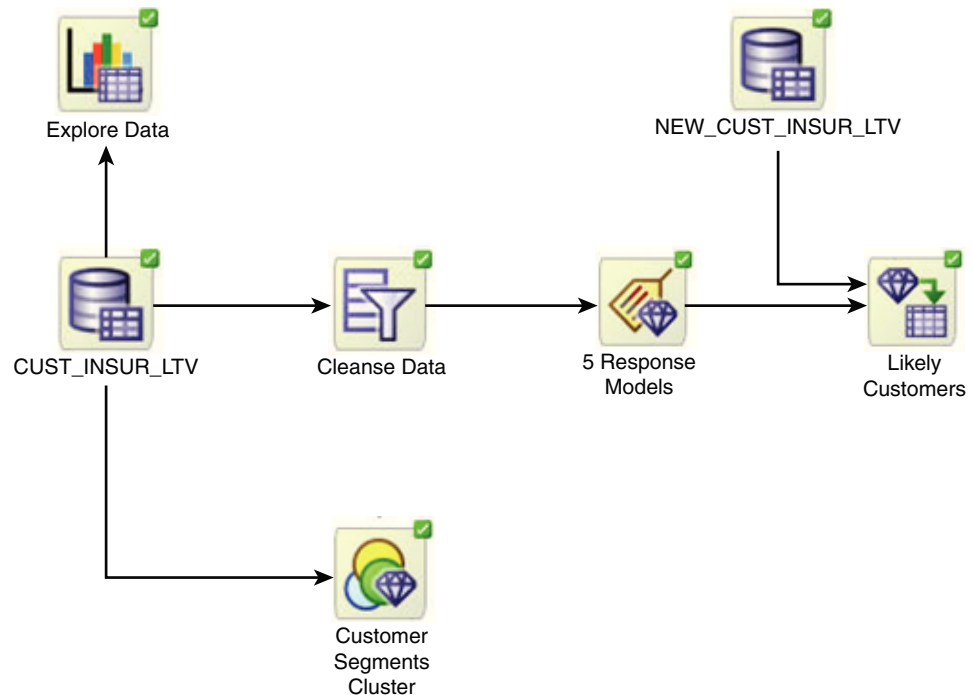 Explore Data
NEW_CUST_INSUR_LTV
CUST_INSUR_LTV
Cleanse Data
5 Response
Models
Likely
Customers
Customer
Segments
Cluster